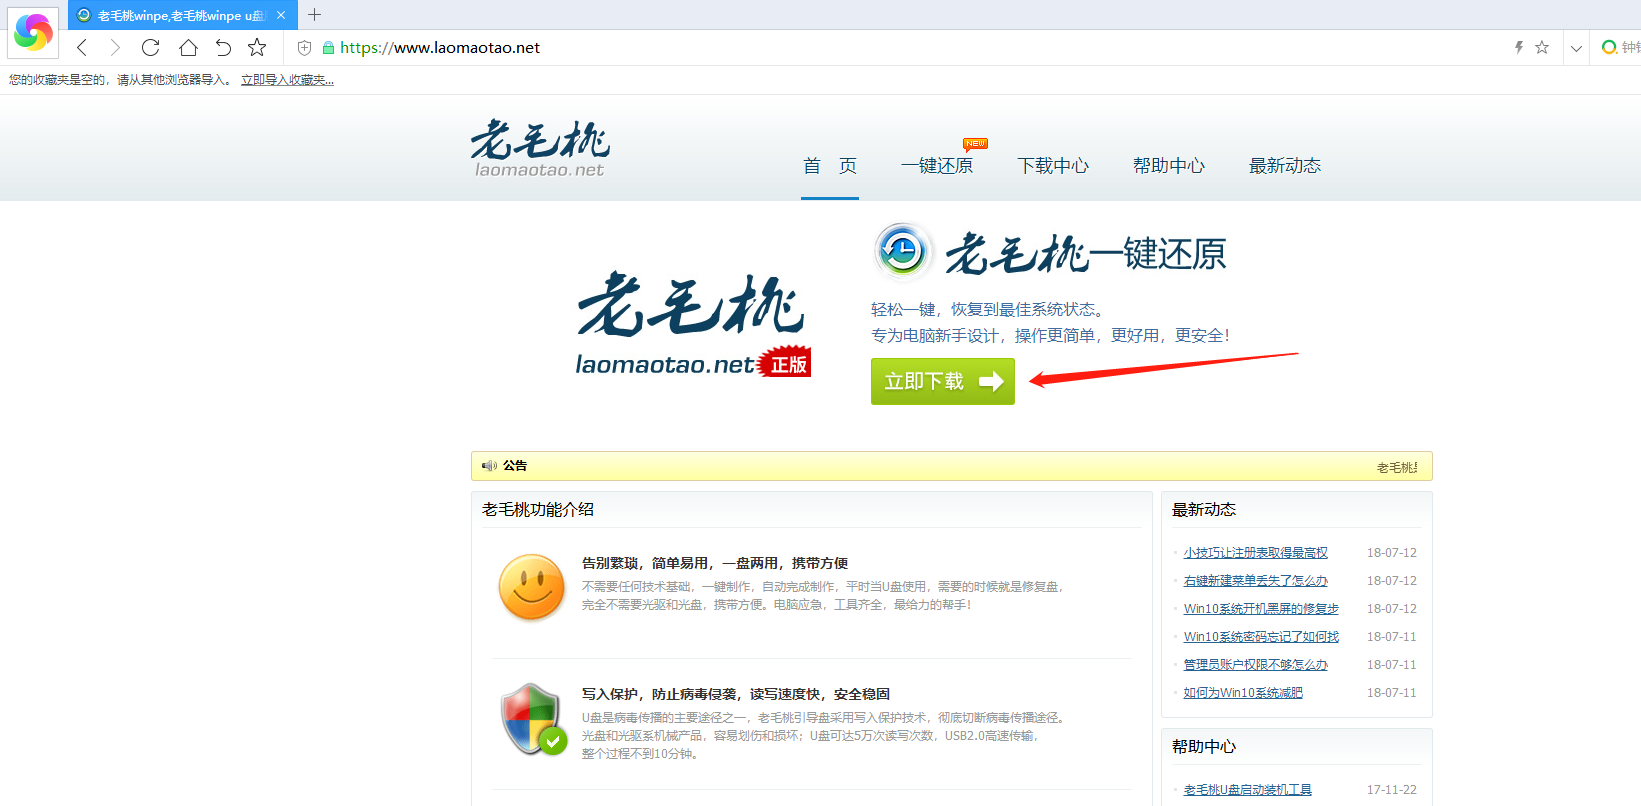 老毛桃winpe,老毛桃winpe u盘
https://www.laomaotao.net
您的收藏夹是空的，请从其他浏览器导入。 立即导入收藏夹...
老毛桃
laomaotao.net
首 页
一键还原
NEW
下载中心
帮助中心
最新动态
老毛桃
laomaotao.net 正版
老毛桃一键还原
轻松一键，恢复到最佳系统状态。
专为电脑新手设计，操作更简单，更好用，更安全！
立即下载
公告
老毛桃
老毛桃功能介绍
告别繁琐，简单易用，一盘两用，携带方便
不需要任何技术基础，一键制作，自动完成制作，平时当U盘使用，需要的时候就是修复盘，
完全不需要光驱和光盘，携带方便。电脑应急，工具齐全，最给力的帮手！
写入保护，防止病毒侵袭，读写速度快，安全稳固
U盘是病毒传播的主要途径之一，老毛桃引导盘采用写入保护技术，彻底切断病毒传播途径。
光盘和光驱系机械产品，容易划伤和损坏；U盘可达5万次读写次数，USB2.0高速传输，
整个过程不到10分钟。
最新动态
小技巧让注册表取得最高权 18-07-12
右键新建菜单丢失了怎么办 18-07-12
Win10系统开机黑屏的修复步 18-07-12
Win10系统密码忘记了如何找 18-07-11
管理员账户权限不够怎么办 18-07-11
如何为Win10系统减肥 18-07-11
帮助中心
老毛桃U盘启动装机工具 17-11-22